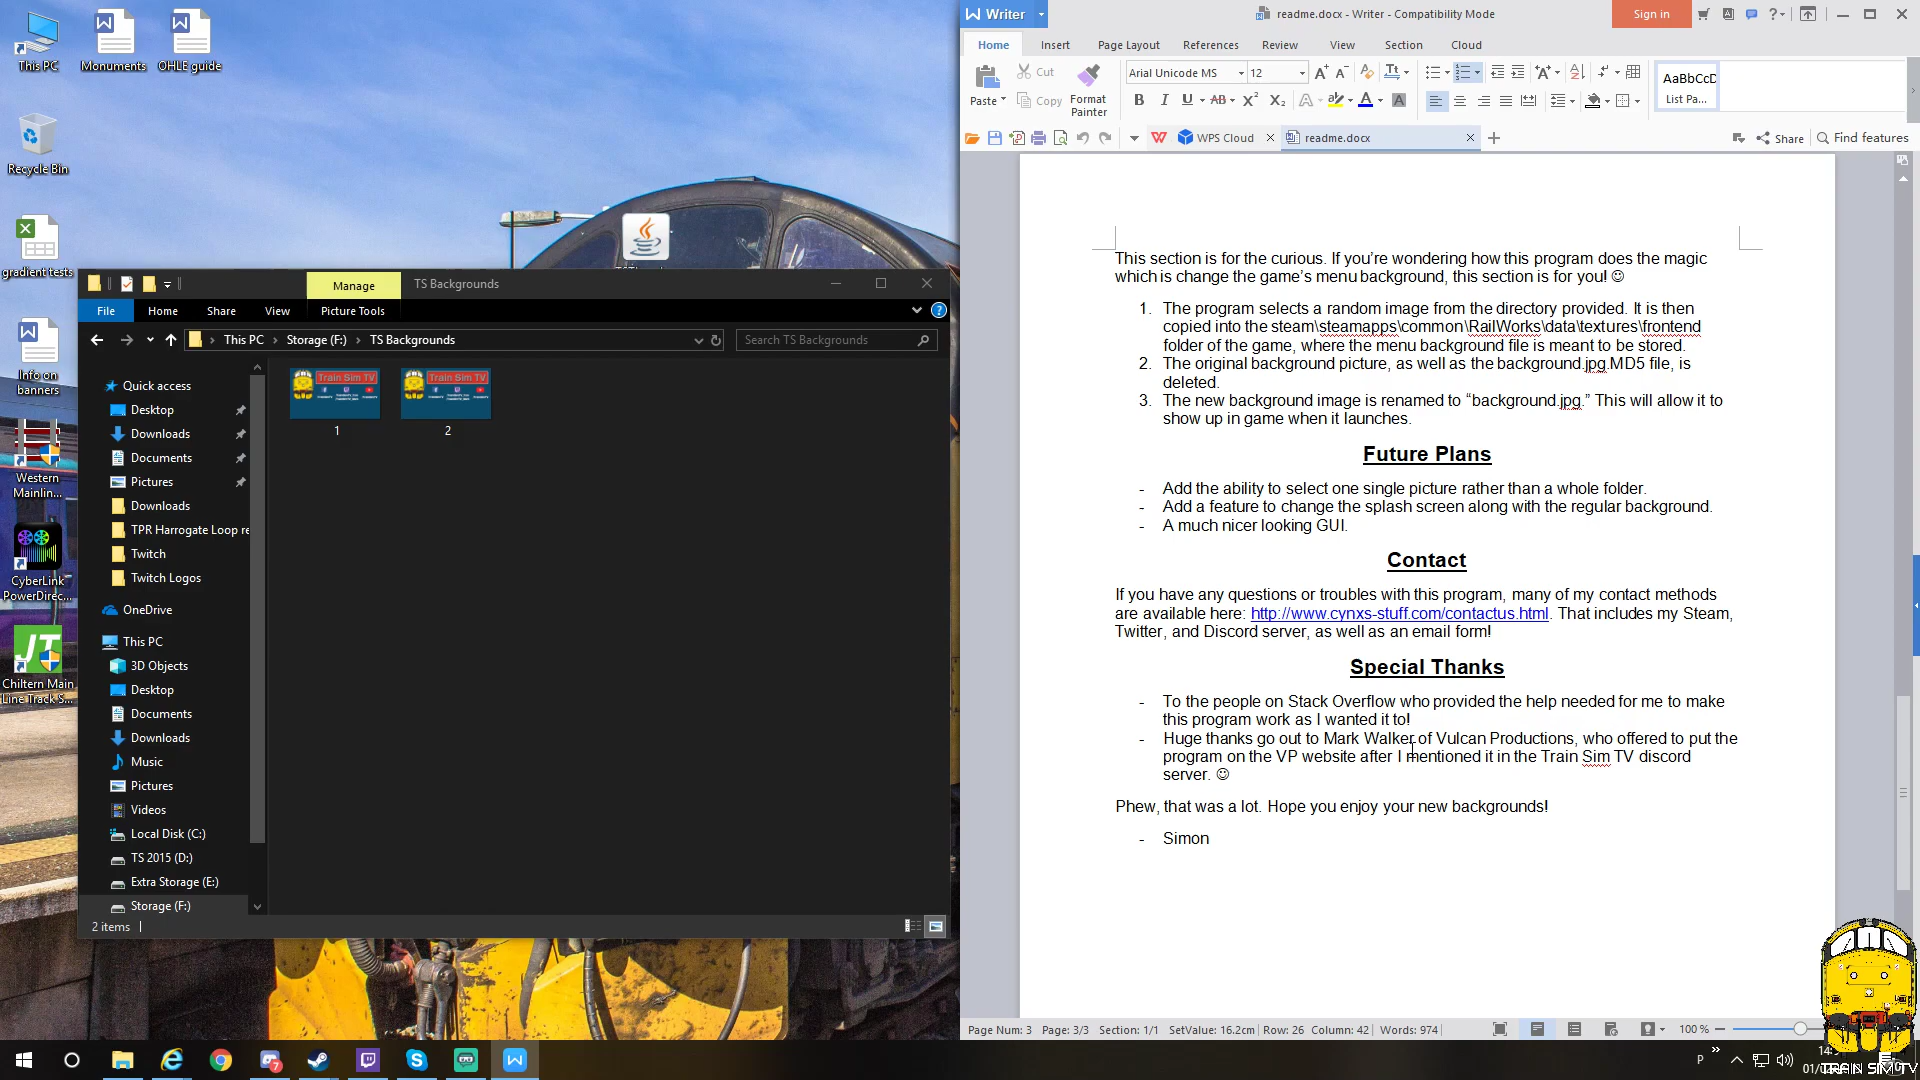 This PC
Monuments
OHLE guide
Recycle Bin
gradient tests
Info on
banners
Western
Mainlin...
CyberLink
PowerDirec...
Chiltern Main
Line Track S...
Manage
TS Backgrounds
File
Home
Share
View
Picture Tools
This PC
Storage (F:)
TS Backgrounds
Search TS Backgrounds
Quick access
Desktop
Downloads
Documents
Pictures
Downloads
TPR Harrogate Loop re
Twitch
Twitch Logos
OneDrive
This PC
3D Objects
Desktop
Documents
Downloads
Music
Pictures
Videos
Local Disk (C:)
TS 2015 (D:)
Extra Storage (E:)
Storage (F:)
Train Sim TV
Train Sim TV
1
2
2 items
Writer
readme.docx - Writer - Compatibility Mode
Sign in
Home
Insert
Page Layout
References
Review
View
Section
Cloud
Paste
Cut
Copy
Format
Painter
Arial Unicode MS
12
AaBbCcD
List Pa...
WPS Cloud
readme.docx
Share
Find features
This section is for the curious. If you’re wondering how this program does the magic
which is change the game’s menu background, this section is for you! ☺
1. The program selects a random image from the directory provided. It is then
copied into the steam\steamapps\common\RailWorks\data\textures\frontend
folder of the game, where the menu background file is meant to be stored.
2. The original background picture, as well as the background.jpg.MD5 file, is
deleted.
3. The new background image is renamed to “background.jpg.” This will allow it to
show up in game when it launches.
Future Plans
- Add the ability to select one single picture rather than a whole folder.
- Add a feature to change the splash screen along with the regular background.
- A much nicer looking GUI.
Contact
If you have any questions or troubles with this program, many of my contact methods
are available here: http://www.cynxs-stuff.com/contactus.html. That includes my Steam,
Twitter, and Discord server, as well as an email form!
Special Thanks
- To the people on Stack Overflow who provided the help needed for me to make
this program work as I wanted it to!
- Huge thanks go out to Mark Walker of Vulcan Productions, who offered to put the
program on the VP website after I mentioned it in the Train Sim TV discord
server. ☺
Phew, that was a lot. Hope you enjoy your new backgrounds!
- Simon
Page Num: 3 Page: 3/3 Section: 1/1 SetValue: 16.2cm Row: 26 Column: 42 Words: 974
100 %
TRAIN SIM TV